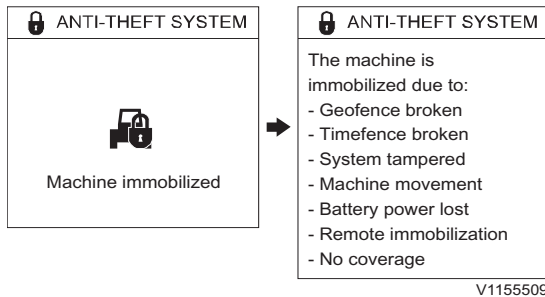 ANTI-THEFT SYSTEM
Machine immobilized
ANTI-THEFT SYSTEM
The machine is
immobilized due to:
- Geofence broken
- Timefence broken
- System tampered
- Machine movement
- Battery power lost
- Remote immobilization
- No coverage
V1155509